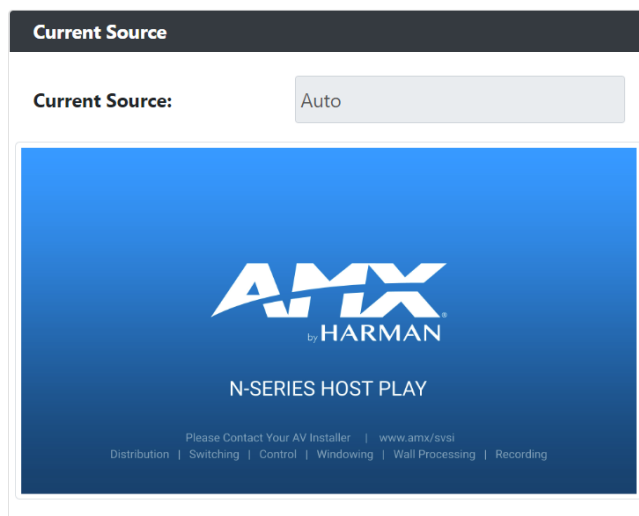 Current Source
Current Source:
Auto
AMX®
by HARMAN
N-SERIES HOST PLAY
Please Contact Your AV Installer | www.amx/svsi
Distribution | Switching | Control | Windowing | Wall Processing | Recording